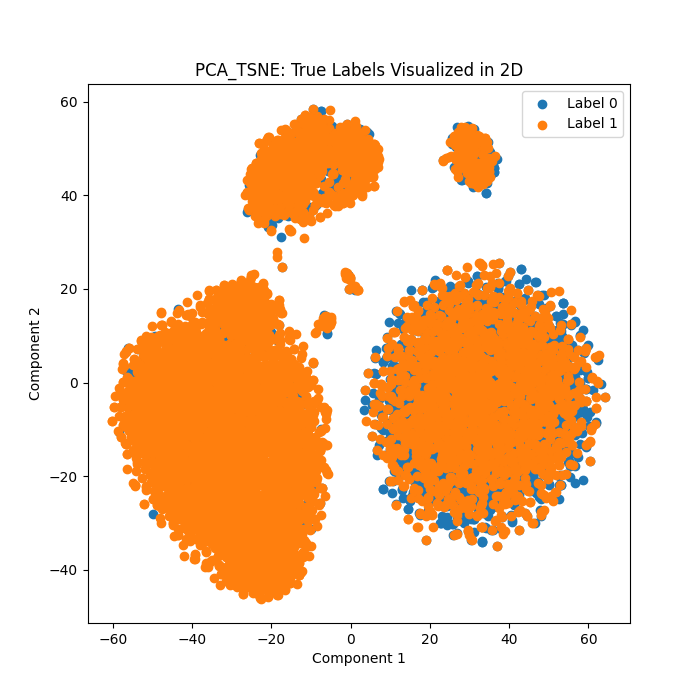 PCA_TSNE: True Labels Visualized in 2D
Label 0
Label 1
60
40
20
0
−20
−40
Component 2
−60
−40
−20
0
20
40
60
Component 1